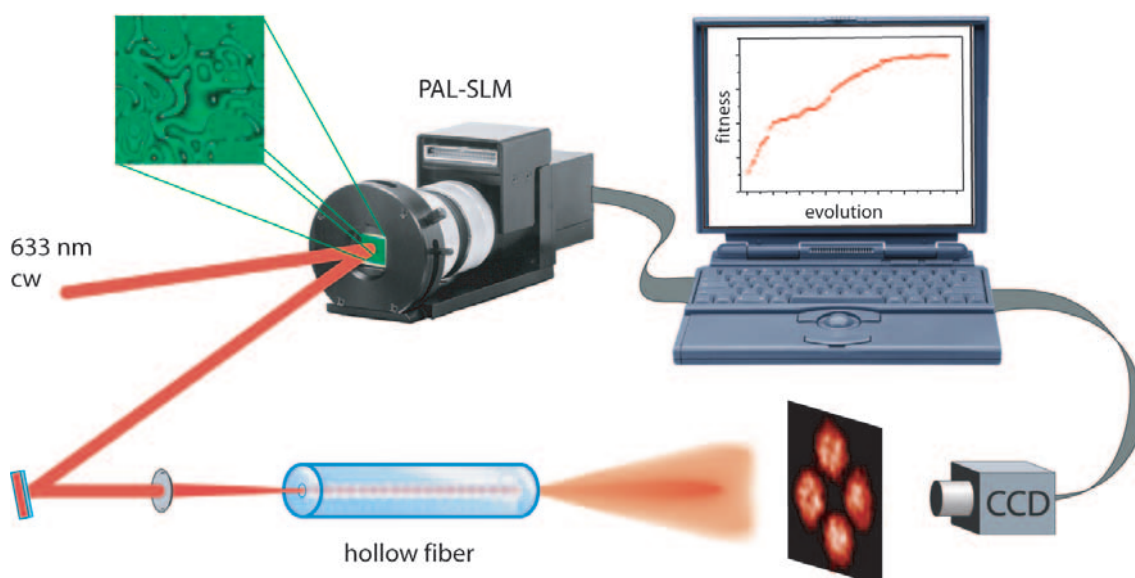 PAL-SLM
fitness
evolution
633 nm
cw
hollow fiber
CCD